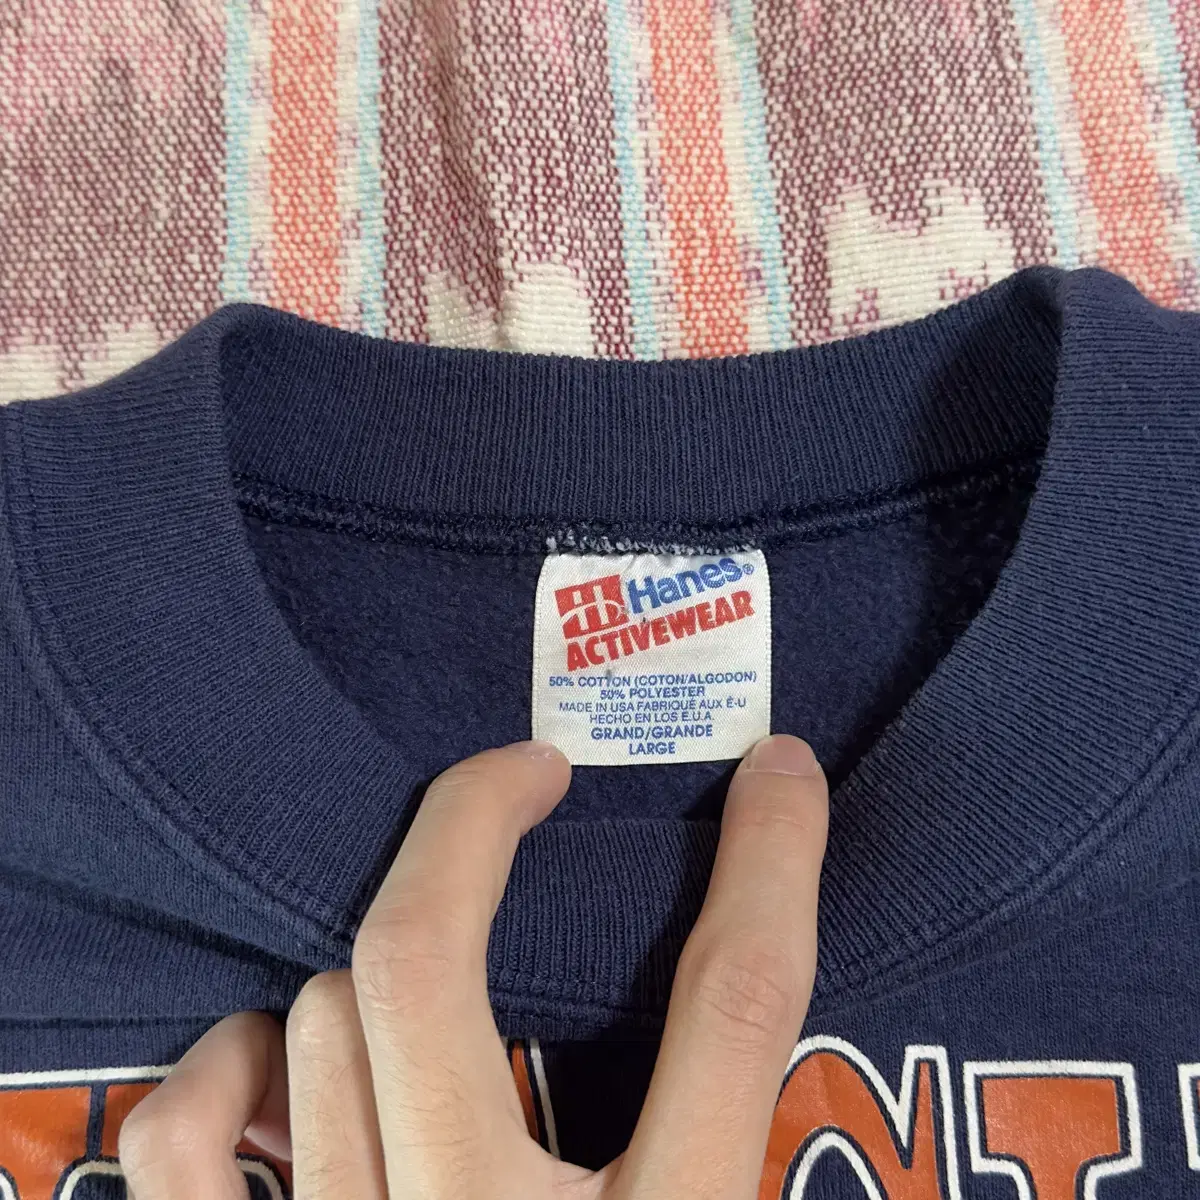 Hanes®
ACTIVEWEAR
50% COTTON (COTON/ALGODON)
50% POLYESTER
MADE IN USA FABRIQUÉ AUX É-U
HECHO EN LOS E.U.A.
GRAND/GRANDE
LARGE